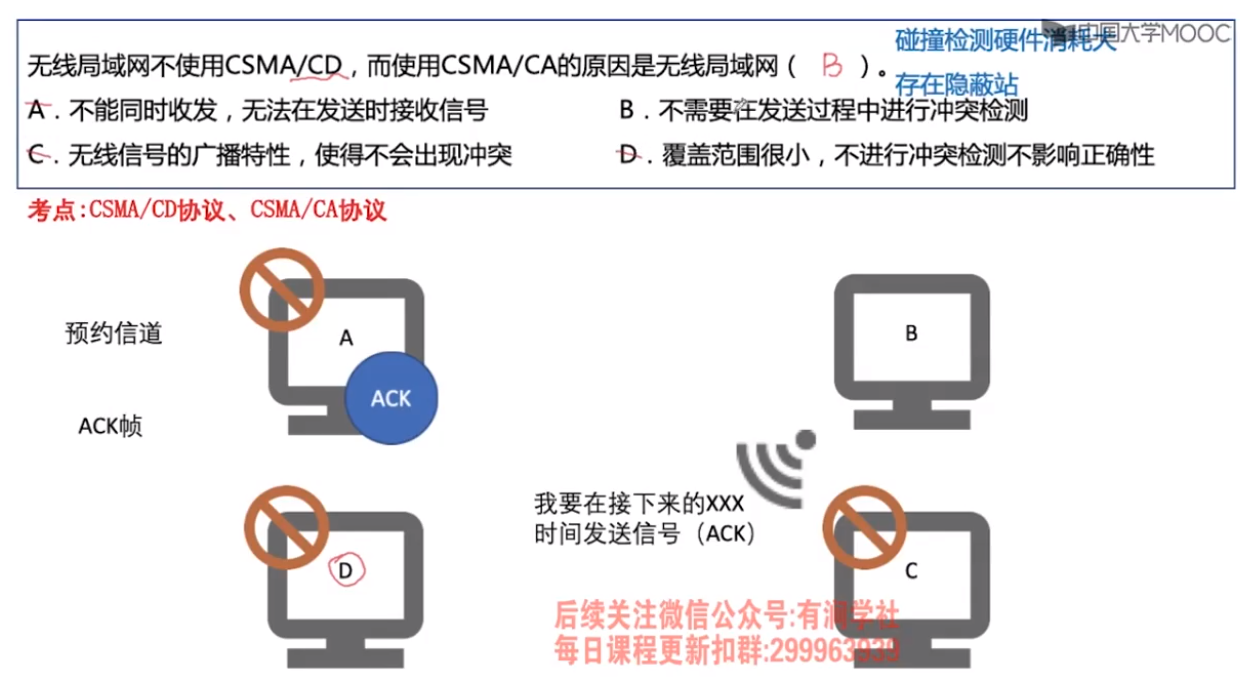 中国大学MOOC
碰撞检测硬件消耗大
无线局域网不使用CSMA/CD，而使用CSMA/CA的原因是无线局域网（ B ）。
存在隐蔽站
A．不能同时收发，无法在发送时接收信号
B．不需要在发送过程中进行冲突检测
C．无线信号的广播特性，使得不会出现冲突
D．覆盖范围很小，不进行冲突检测不影响正确性
考点:CSMA/CD协议、CSMA/CA协议
预约信道
A
B
ACK
ACK帧
我要在接下来的XXX
时间发送信号（ACK）
D
C
后续关注微信公众号:有润学社
每日课程更新扣群:299963939